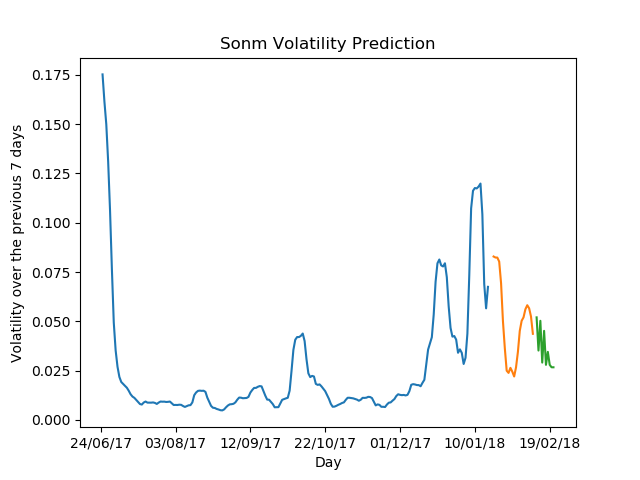 Sonm Volatility Prediction
Volatility over the previous 7 days
0.175
0.150
0.125
0.100
0.075
0.050
0.025
0.000
24/06/17 03/08/17 12/09/17 22/10/17 01/12/17 10/01/18 19/02/18
Day